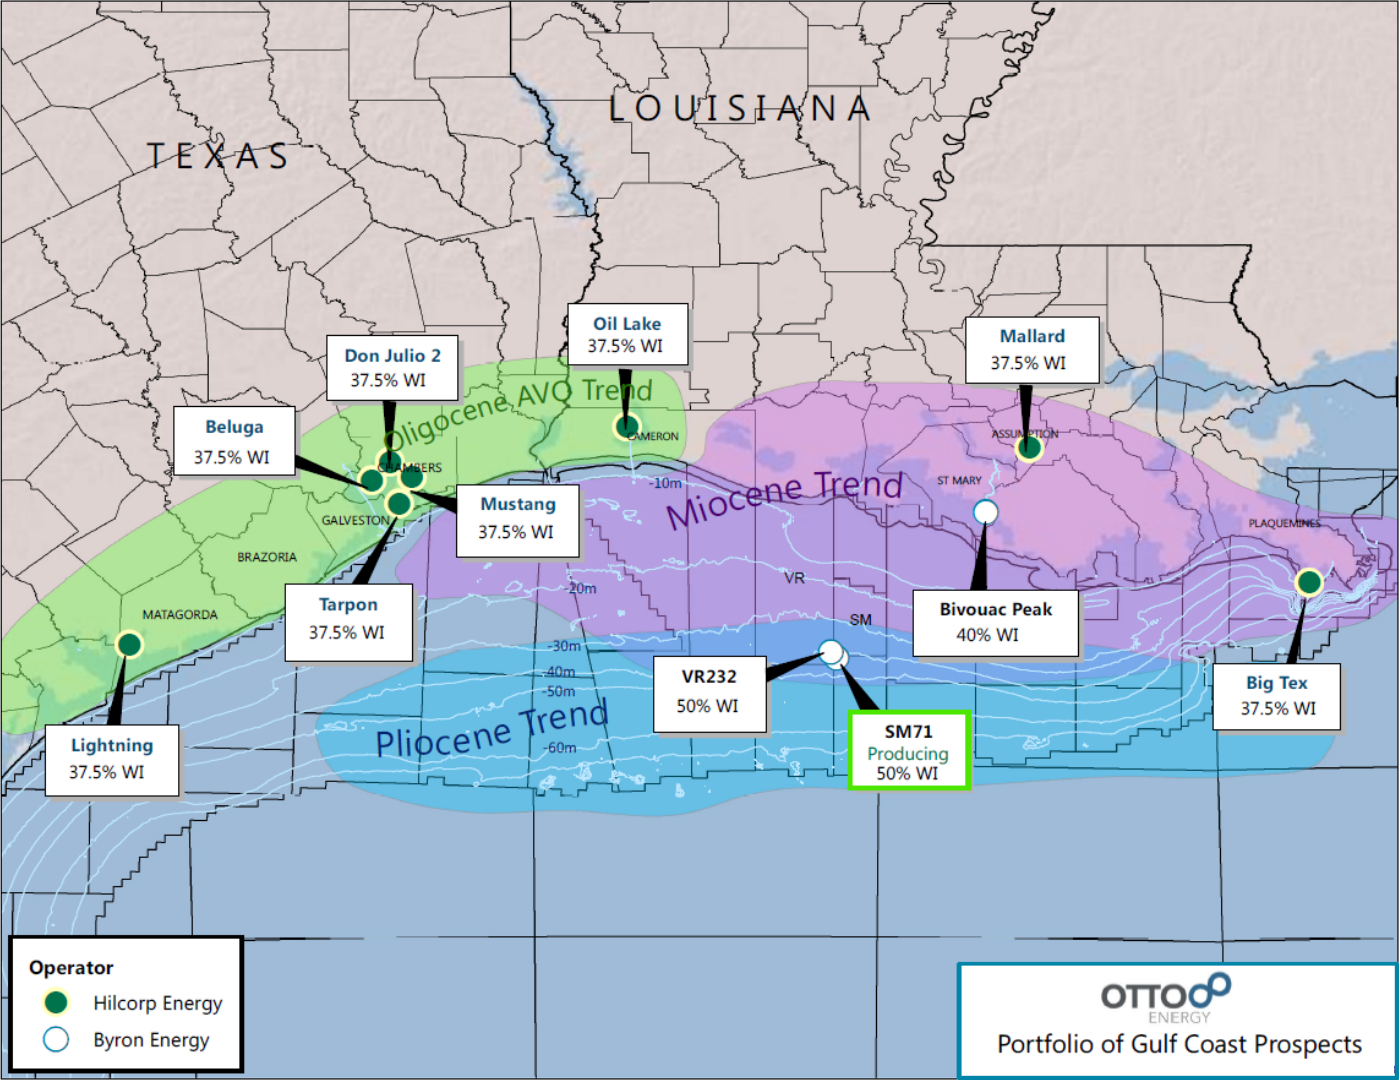 LOUISIANA
TEXAS
Oil Lake
37.5% WI
Mallard
37.5% WI
Don Julio 2
37.5% WI
Oligocene AVO Trend
Beluga
37.5% WI
CAMERON
ASSUMPTION
CHAMBERS
Mustang
37.5% WI
-10m
Miocene Trend
ST MARY
GALVESTON
PLAQUEMINES
BRAZORIA
VR
-20m
Tarpon
37.5% WI
MATAGORDA
SM
Bivouac Peak
40% WI
-30m
-40m
-50m
-60m
VR232
50% WI
Big Tex
37.5% WI
Pliocene Trend
SM71
Producing
50% WI
Lightning
37.5% WI
Operator
Hilcorp Energy
Byron Energy
OTTO
ENERGY
Portfolio of Gulf Coast Prospects